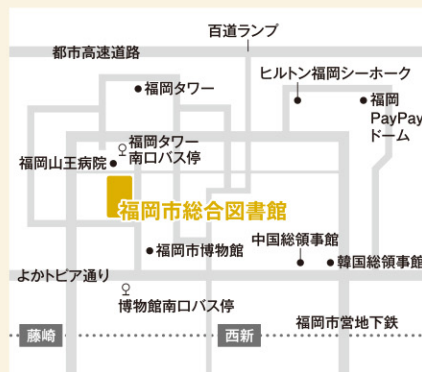 百道ランプ
都市高速道路
ヒルトン福岡シーホーク
福岡タワー
福岡
PayPay
ドーム
福岡タワー
南口バス停
福岡山王病院
福岡市総合図書館
中国総領事館
福岡市博物館
韓国総領事館
よかトピア通り
博物館南口バス停
福岡市営地下鉄
藤崎
西新